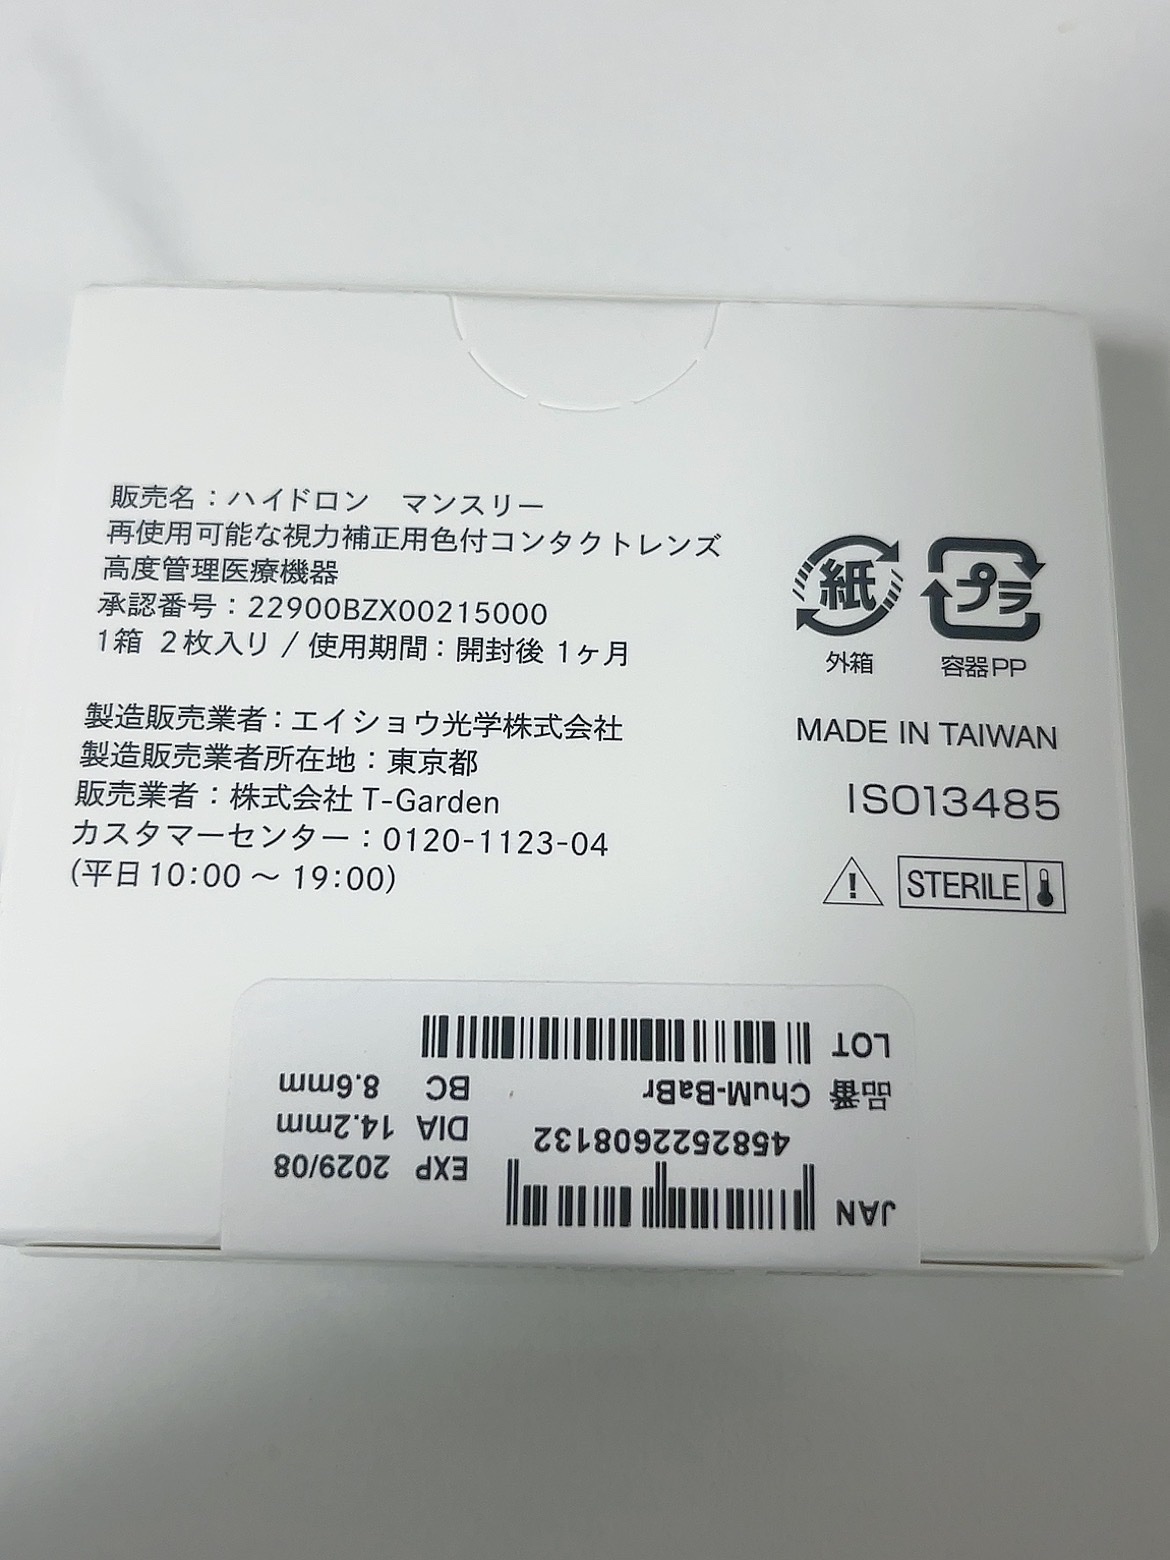 販売名：ハイドロン　マンスリー
再使用可能な視力補正用色付コンタクトレンズ
高度管理医療機器
承認番号：22900BZX00215000
1箱 2枚入り / 使用期間：開封後 1ヶ月
製造販売業者：エイショウ光学株式会社
製造販売業者所在地：東京都
販売業者：株式会社 T-Garden
カスタマーセンター：0120-1123-04
(平日10:00 〜 19:00)
紙
プラ
外箱
容器PP
MADE IN TAIWAN
ISO13485
!
STERILE
JAN
4582522608132
品番 ChuM-BaBr
LOT
EXP 2029/08
DIA 14.2mm
BC 8.6mm